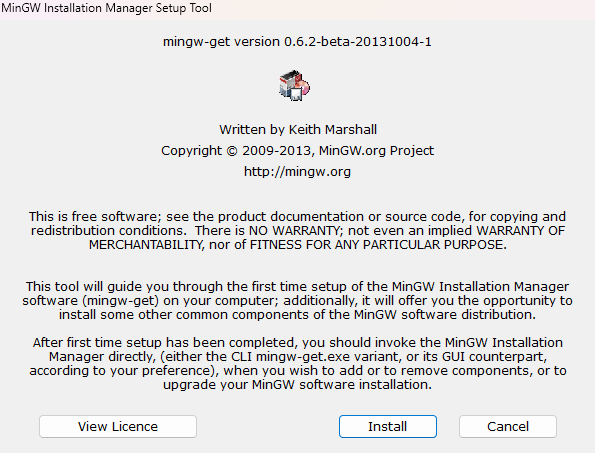 MinGW Installation Manager Setup Tool
mingw-get version 0.6.2-beta-20131004-1
Written by Keith Marshall
Copyright © 2009-2013, MinGW.org Project
http://mingw.org
This is free software; see the product documentation or source code, for copying and
redistribution conditions.  There is NO WARRANTY; not even an implied WARRANTY OF
MERCHANTABILITY, nor of FITNESS FOR ANY PARTICULAR PURPOSE.
This tool will guide you through the first time setup of the MinGW Installation Manager
software (mingw-get) on your computer; additionally, it will offer you the opportunity to
install some other common components of the MinGW software distribution.
After first time setup has been completed, you should invoke the MinGW Installation
Manager directly, (either the CLI mingw-get.exe variant, or its GUI counterpart,
according to your preference), when you wish to add or to remove components, or to
upgrade your MinGW software installation.
View Licence
Install
Cancel